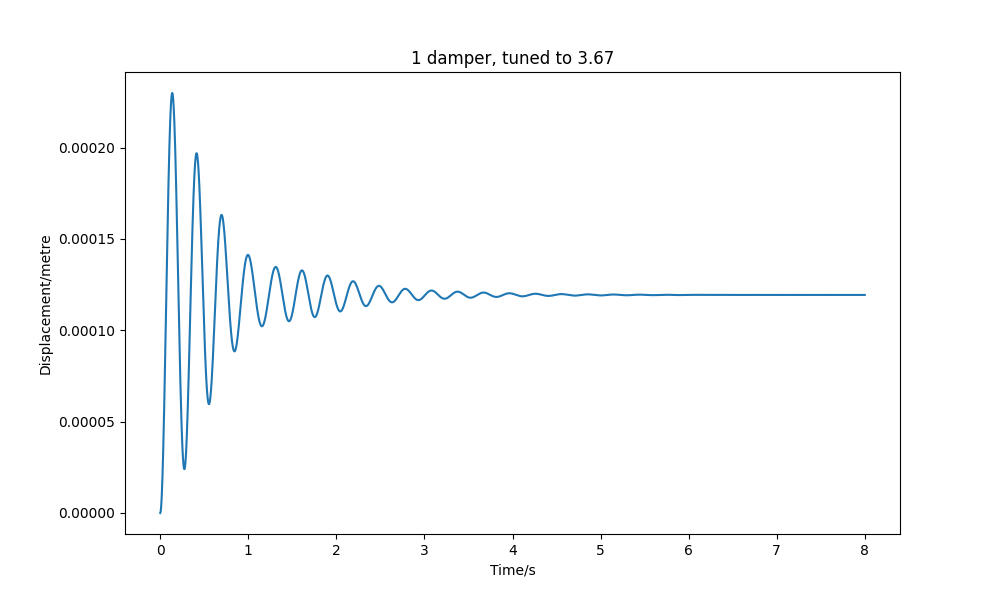 1 damper, tuned to 3.67
Displacement/metre
0.00020
0.00015
0.00010
0.00005
0.00000
0 1 2 3 4 5 6 7 8
Time/s